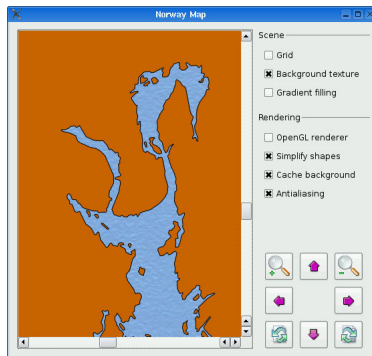 Norway Map
Scene
Grid
Background texture
Gradient filling
Rendering
OpenGL renderer
Simplify shapes
Cache background
Antialiasing